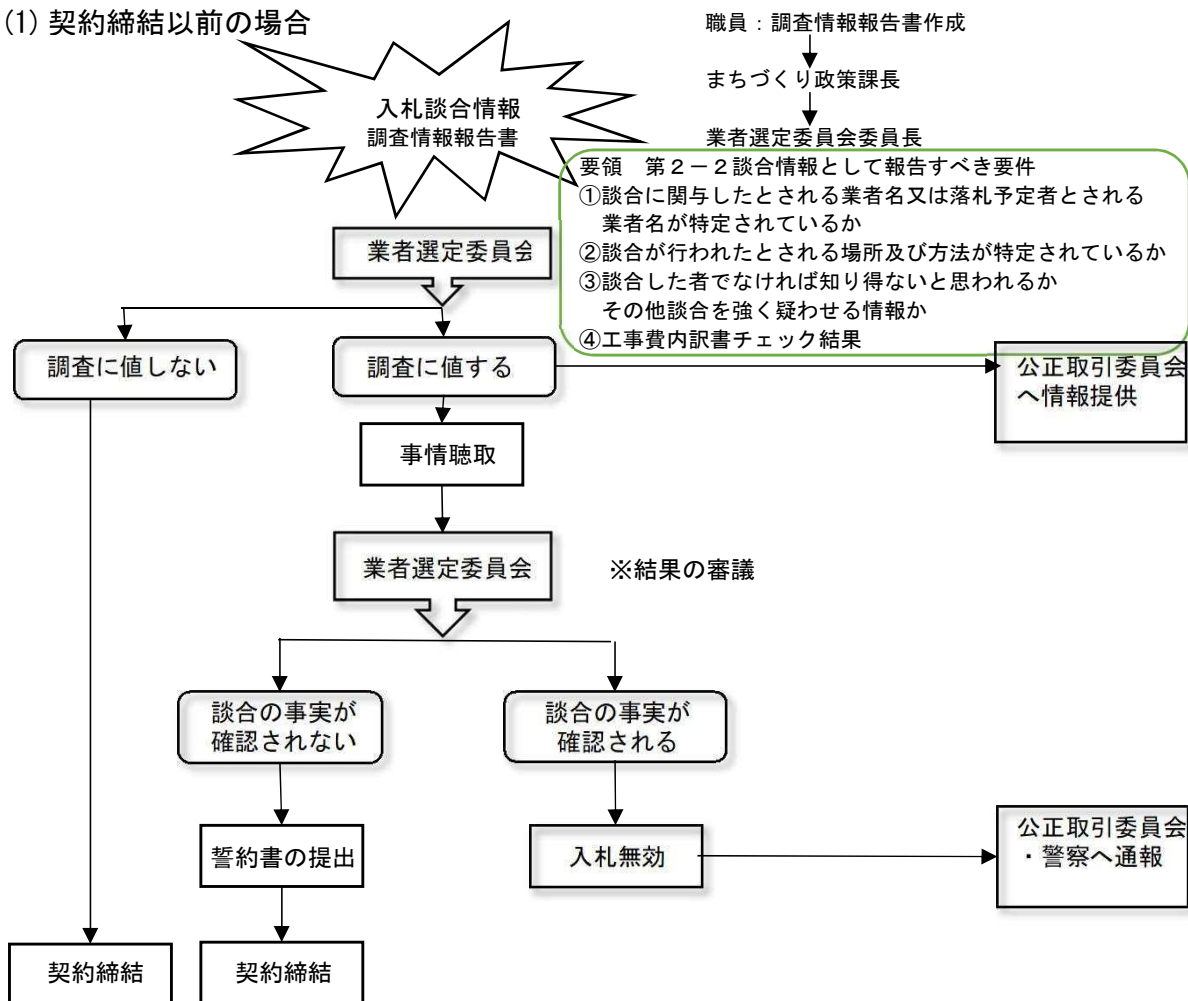 (1) 契約締結以前の場合
職員：調査情報報告書作成
まちづくり政策課長
業者選定委員会委員長
入札談合情報
調査情報報告書
要領　第２－２談合情報として報告すべき要件
①談合に関与したとされる業者名又は落札予定者とされる
業者名が特定されているか
②談合が行われたとされる場所及び方法が特定されているか
③談合した者でなければ知り得ないと思われるか
その他談合を強く疑わせる情報か
④工事費内訳書チェック結果
業者選定委員会
調査に値しない
調査に値する
公正取引委員会
へ情報提供
事情聴取
業者選定委員会
※結果の審議
談合の事実が
確認されない
談合の事実が
確認される
誓約書の提出
入札無効
公正取引委員会
・警察へ通報
契約締結
契約締結